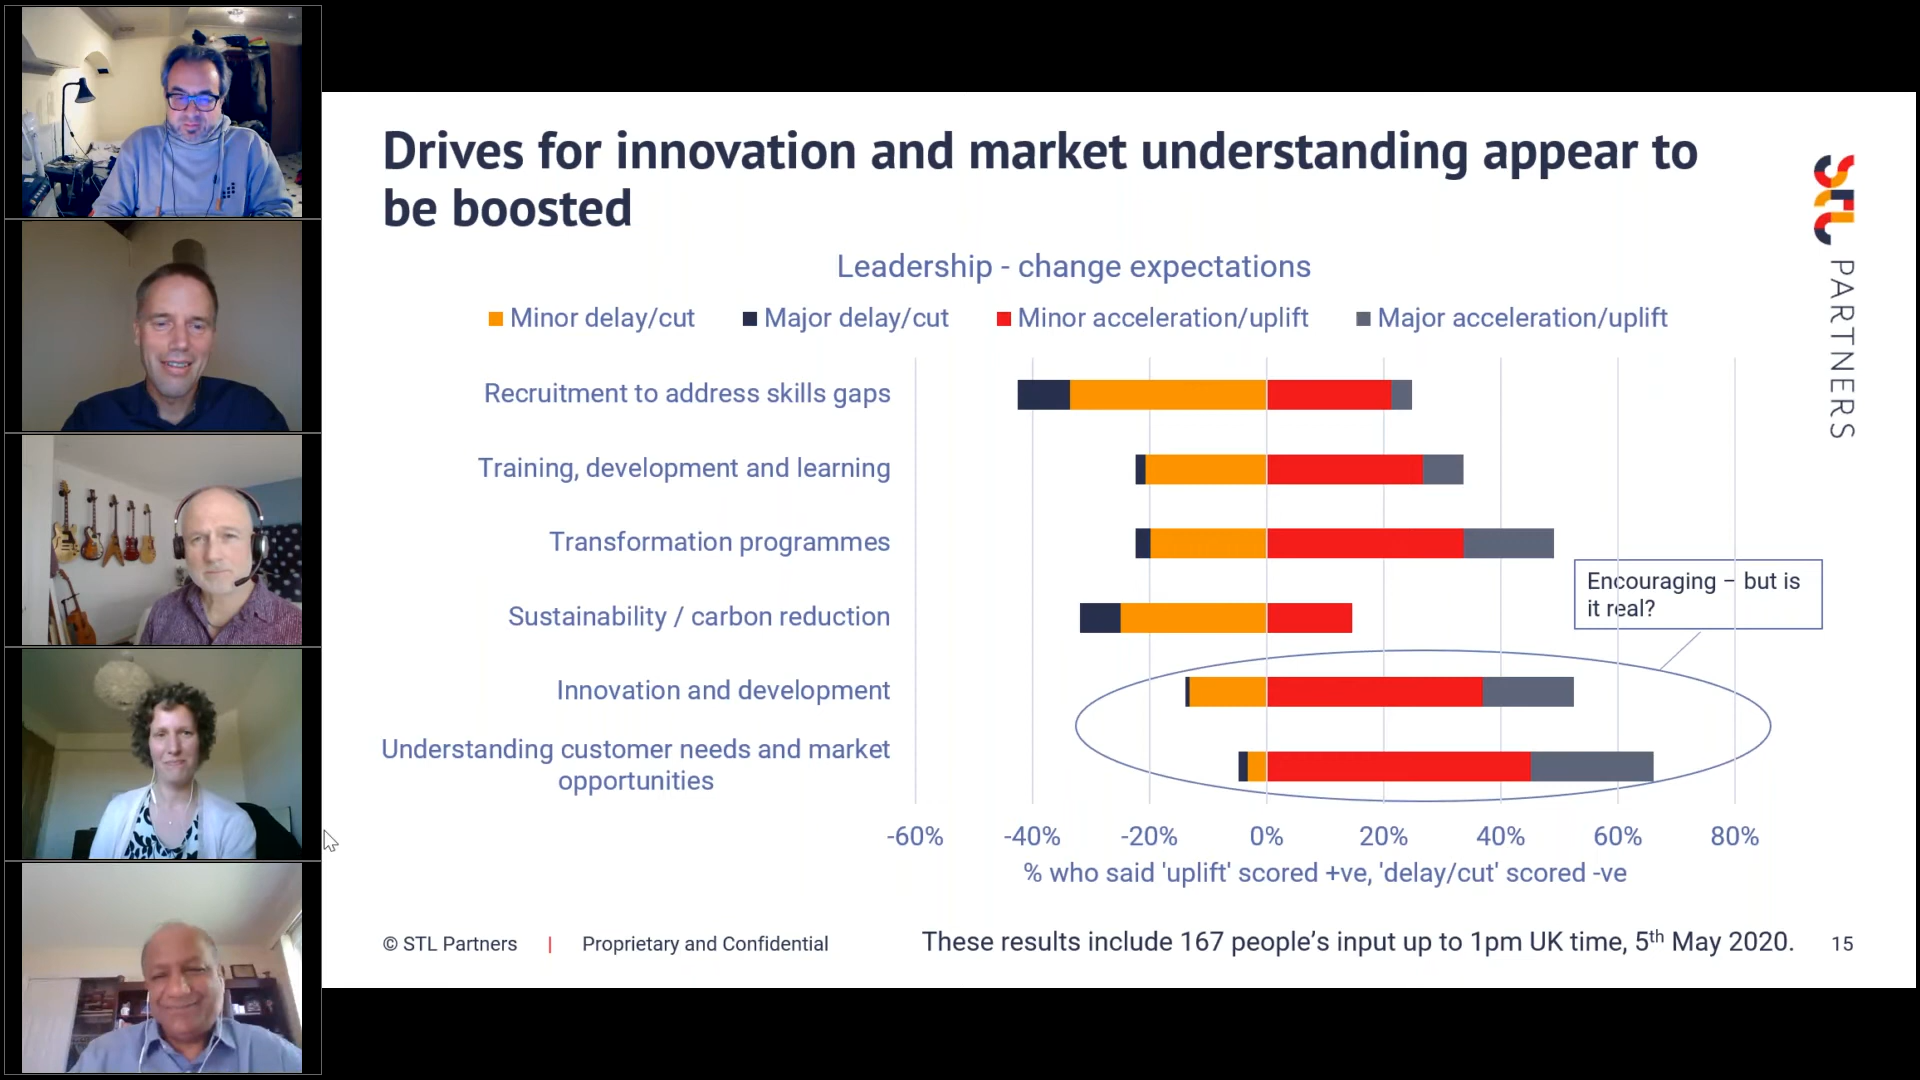 Drives for innovation and market understanding appear to
be boosted
STL PARTNERS
Leadership - change expectations
Minor delay/cut Major delay/cut Minor acceleration/uplift Major acceleration/uplift
Recruitment to address skills gaps
Training, development and learning
Transformation programmes
Encouraging – but is
it real?
Sustainability / carbon reduction
Innovation and development
Understanding customer needs and market
opportunities
-60% -40% -20% 0% 20% 40% 60% 80%
% who said 'uplift' scored +ve, 'delay/cut' scored -ve
© STL Partners | Proprietary and Confidential
These results include 167 people’s input up to 1pm UK time, 5th May 2020.
15